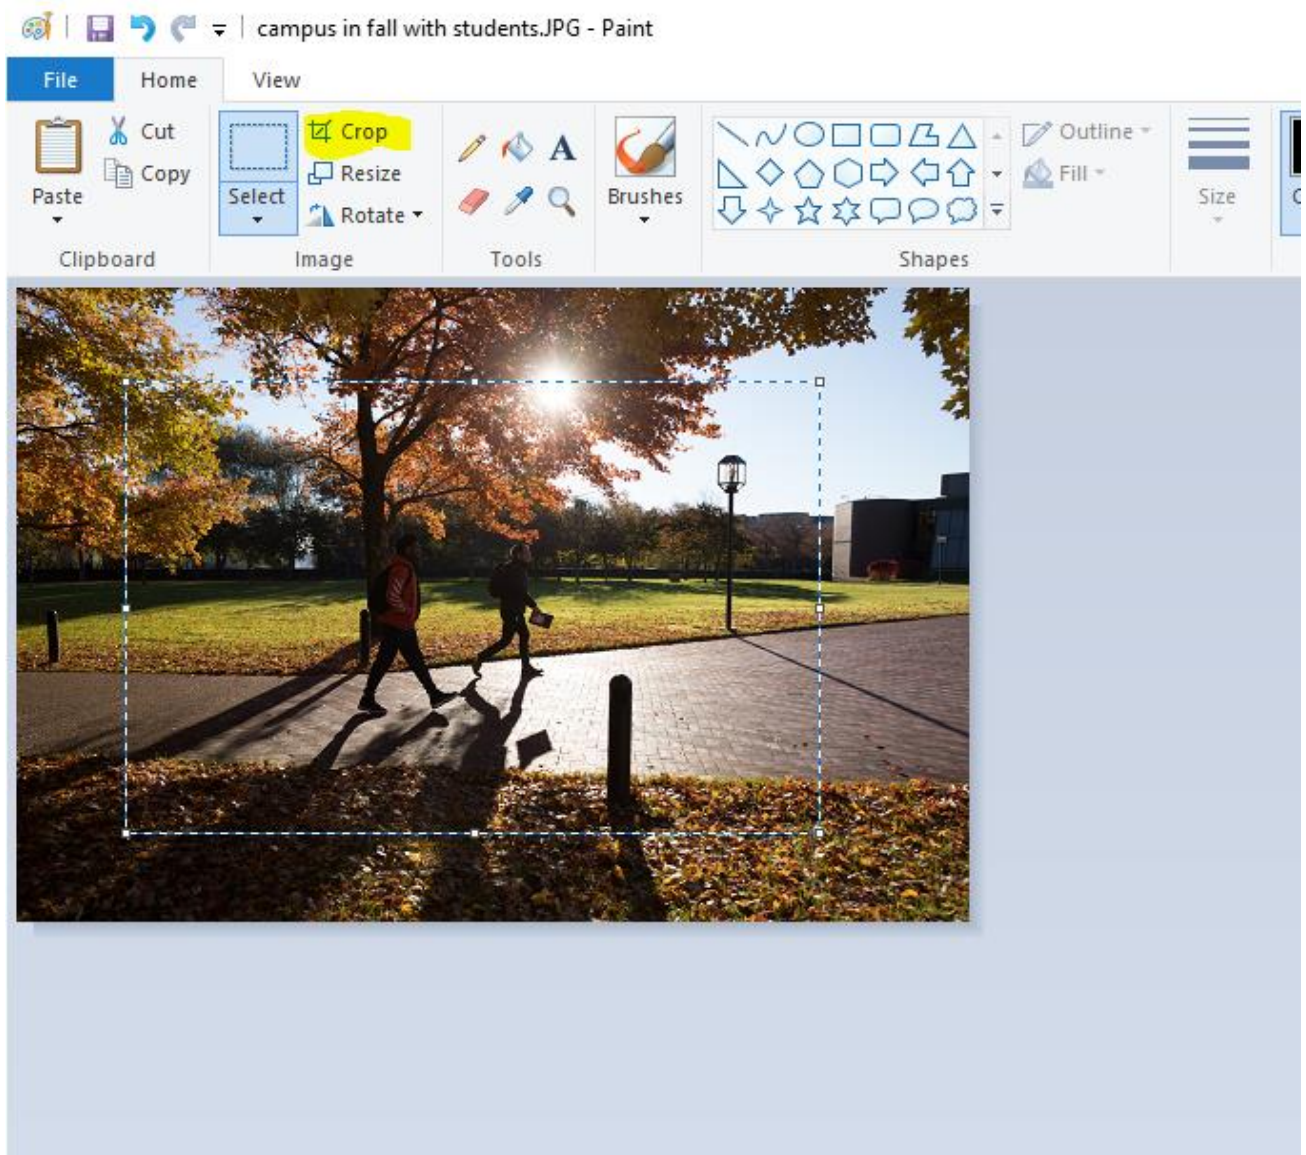 campus in fall with students.JPG - Paint
File Home View
Cut
Crop
Outline
Copy
Resize
Fill
Paste
Select
Rotate
Brushes
Size
Clipboard
Image
Tools
Shapes